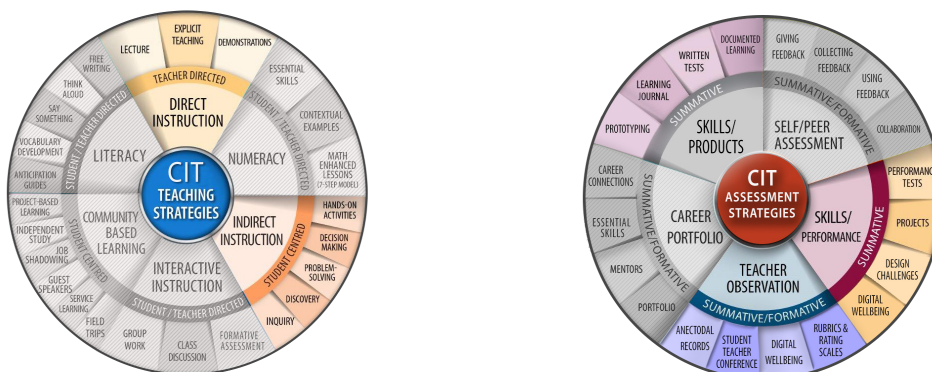 CIT
TEACHING
STRATEGIES
TEACHER DIRECTED
DIRECT
INSTRUCTION
LECTURE
EXPLICIT
TEACHING
DEMONSTRATIONS
STUDENT / TEACHER DIRECTED
NUMERACY
ESSENTIAL
SKILLS
CONTEXTUAL
EXAMPLES
MATH
ENHANCED
LESSONS
(7-STEP MODEL)
STUDENT CENTRED
INDIRECT
INSTRUCTION
HANDS-ON
ACTIVITIES
DECISION
MAKING
PROBLEM-
SOLVING
DISCOVERY
INQUIRY
STUDENT / TEACHER DIRECTED
INTERACTIVE
INSTRUCTION
FORMATIVE
ASSESSMENT
CLASS
DISCUSSION
GROUP
WORK
STUDENT CENTRED
COMMUNITY
BASED
LEARNING
FIELD
TRIPS
SERVICE
LEARNING
GUEST
SPEAKERS
JOB
SHADOWING
INDEPENDENT
STUDY
PROJECT-BASED
LEARNING
STUDENT / TEACHER DIRECTED
LITERACY
ANTICIPATION
GUIDES
VOCABULARY
DEVELOPMENT
SAY
SOMETHING
THINK
ALOUD
FREE
WRITING
CIT
ASSESSMENT
STRATEGIES
SUMMATIVE
SKILLS/
PRODUCTS
PROTOTYPING
LEARNING
JOURNAL
WRITTEN
TESTS
DOCUMENTED
LEARNING
SUMMATIVE/FORMATIVE
SELF/PEER
ASSESSMENT
GIVING
FEEDBACK
COLLECTING
FEEDBACK
USING
FEEDBACK
COLLABORATION
SUMMATIVE
SKILLS/
PERFORMANCE
PERFORMANCE
TESTS
PROJECTS
DESIGN
CHALLENGES
DIGITAL
WELLBEING
SUMMATIVE/FORMATIVE
TEACHER
OBSERVATION
RUBRICS &
RATING
SCALES
DIGITAL
WELLBEING
STUDENT
TEACHER
CONFERENCE
ANECTODAL
RECORDS
SUMMATIVE/FORMATIVE
CAREER
PORTFOLIO
PORTFOLIO
MENTORS
ESSENTIAL
SKILLS
CAREER
CONNECTIONS